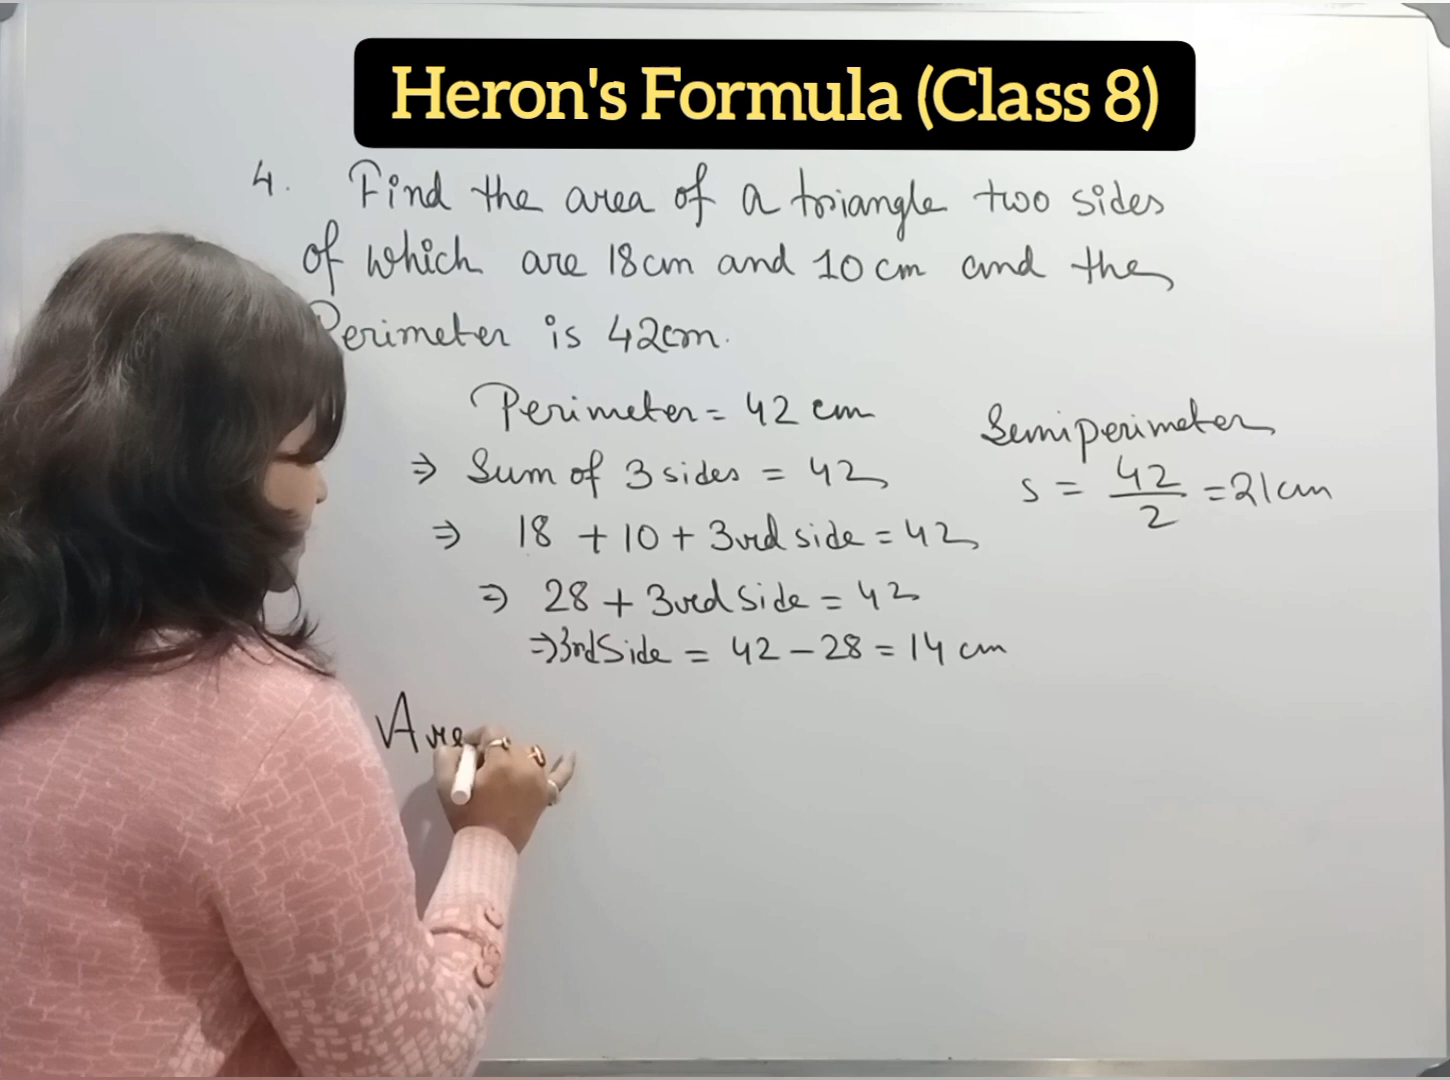 Heron's Formula (Class 8)
4. Find the area of a triangle two sides
of which are 18cm and 10cm and the
Perimeter is 42cm.
Perimeter = 42 cm
⇒ Sum of 3 sides = 42
⇒ 18 + 10 + 3rd side = 42
⇒ 28 + 3rd Side = 42
⇒ 3rd Side = 42 - 28 = 14 cm
Semiperimeter
s = 42/2 = 21cm
Are